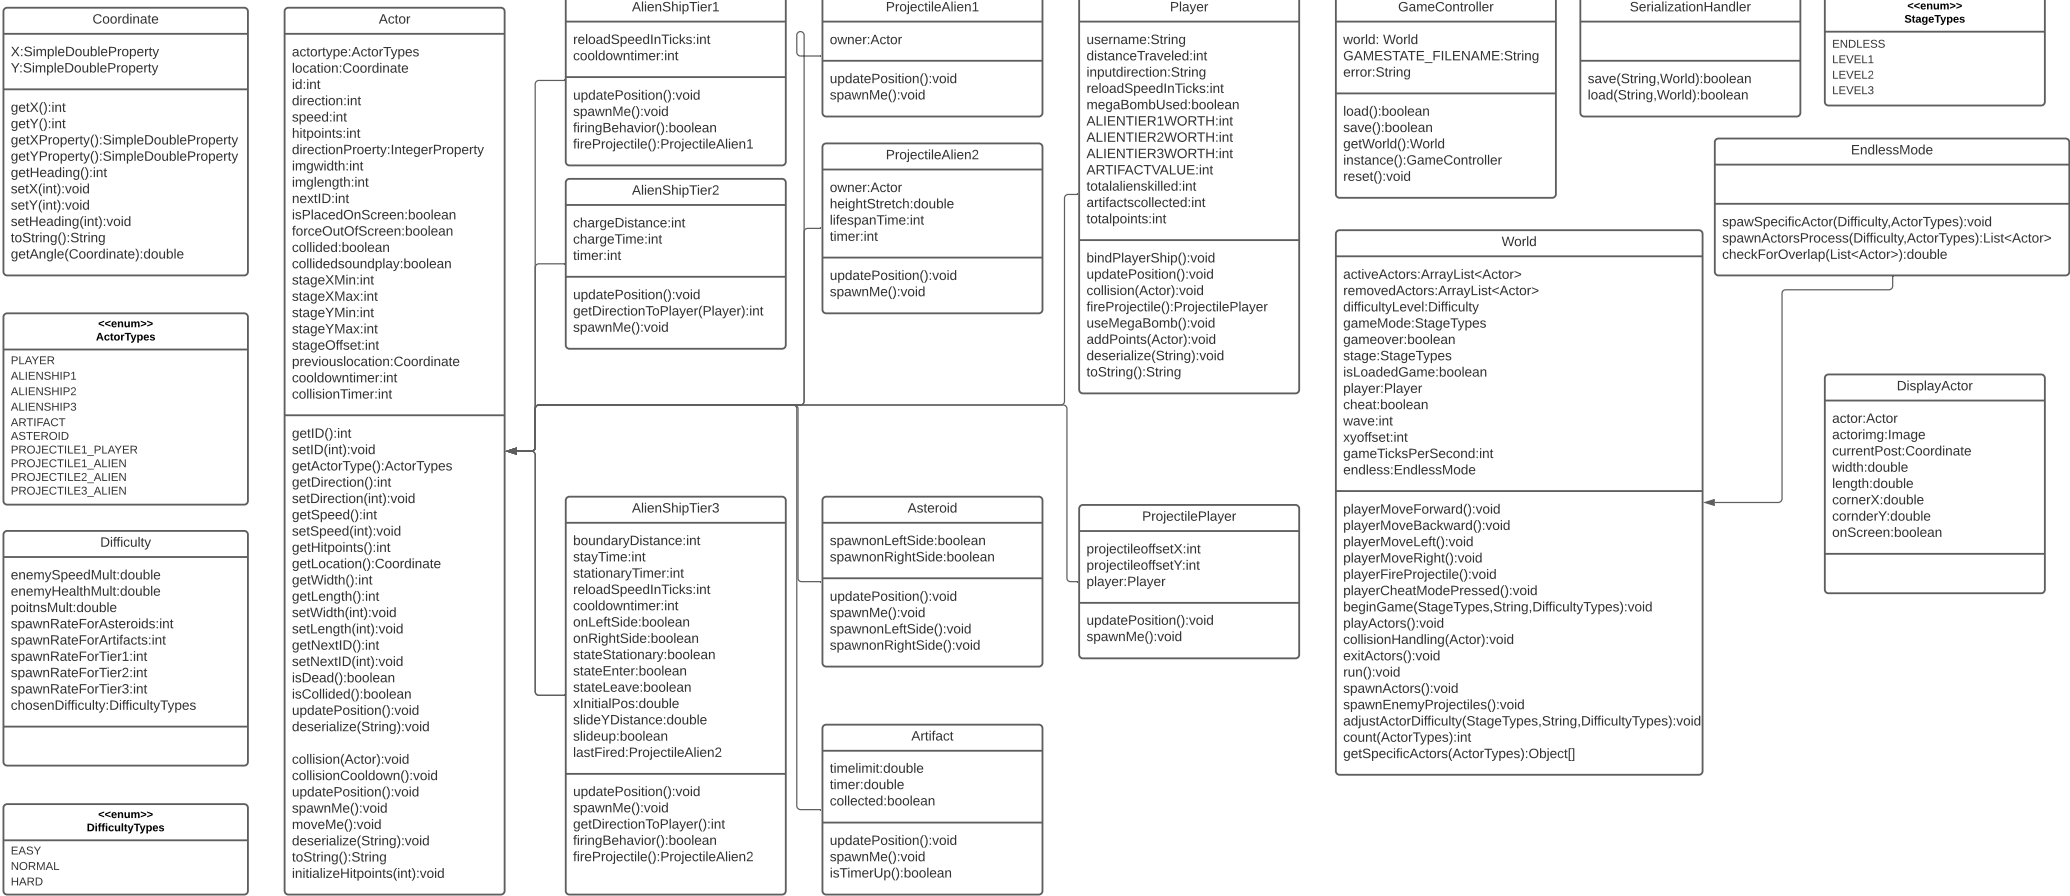 Coordinate
X:SimpleDoubleProperty
Y:SimpleDoubleProperty
getX():int
getY():int
getXProperty():SimpleDoubleProperty
getYProperty():SimpleDoubleProperty
getHeading():int
setX(int):void
setY(int):void
setHeading(int):void
toString():String
getAngle(Coordinate):double
<<enum>>
ActorTypes
PLAYER
ALIENSHIP1
ALIENSHIP2
ALIENSHIP3
ARTIFACT
ASTEROID
PROJECTILE1_PLAYER
PROJECTILE1_ALIEN
PROJECTILE2_ALIEN
PROJECTILE3_ALIEN
Difficulty
enemySpeedMult:double
enemyHealthMult:double
poitnsMult:double
spawnRateForAsteroids:int
spawnRateForArtifacts:int
spawnRateForTier1:int
spawnRateForTier2:int
spawnRateForTier3:int
chosenDifficulty:DifficultyTypes
<<enum>>
DifficultyTypes
EASY
NORMAL
HARD
Actor
actortype:ActorTypes
location:Coordinate
id:int
direction:int
speed:int
hitpoints:int
directionProerty:IntegerProperty
imgwidth:int
imglength:int
nextID:int
isPlacedOnScreen:boolean
forceOutOfScreen:boolean
collided:boolean
collidedsoundplay:boolean
stageXMin:int
stageXMax:int
stageYMin:int
stageYMax:int
stageOffset:int
previouslocation:Coordinate
cooldowntimer:int
collisionTimer:int
getID():int
setID(int):void
getActorType():ActorTypes
getDirection():int
setDirection(int):void
getSpeed():int
setSpeed(int):void
getHitpoints():int
getLocation():Coordinate
getWidth():int
getLength():int
setWidth(int):void
setLength(int):void
getNextID():int
setNextID(int):void
isDead():boolean
isCollided():boolean
updatePosition():void
deserialize(String):void
collision(Actor):void
collisionCooldown():void
updatePosition():void
spawnMe():void
moveMe():void
deserialize(String):void
toString():String
initializeHitpoints(int):void
AlienShipTier1
reloadSpeedInTicks:int
cooldowntimer:int
updatePosition():void
spawnMe():void
firingBehavior():boolean
fireProjectile():ProjectileAlien1
AlienShipTier2
chargeDistance:int
chargeTime:int
timer:int
updatePosition():void
getDirectionToPlayer(Player):int
spawnMe():void
AlienShipTier3
boundaryDistance:int
stayTime:int
stationaryTimer:int
reloadSpeedInTicks:int
cooldowntimer:int
onLeftSide:boolean
onRightSide:boolean
stateStationary:boolean
stateEnter:boolean
stateLeave:boolean
xInitialPos:double
slideYDistance:double
slideup:boolean
lastFired:ProjectileAlien2
updatePosition():void
spawnMe():void
getDirectionToPlayer():int
firingBehavior():boolean
fireProjectile():ProjectileAlien2
ProjectileAlien1
owner:Actor
updatePosition():void
spawnMe():void
ProjectileAlien2
owner:Actor
heightStretch:double
lifespanTime:int
timer:int
updatePosition():void
spawnMe():void
Asteroid
spawnonLeftSide:boolean
spawnonRightSide:boolean
updatePosition():void
spawnMe():void
spawnonLeftSide():void
spawnonRightSide():void
Artifact
timelimit:double
timer:double
collected:boolean
updatePosition():void
spawnMe():void
isTimerUp():boolean
Player
username:String
distanceTraveled:int
inputdirection:String
reloadSpeedInTicks:int
megaBombUsed:boolean
ALIENTIER1WORTH:int
ALIENTIER2WORTH:int
ALIENTIER3WORTH:int
ARTIFACTVALUE:int
totalalienskilled:int
artifactscollected:int
totalpoints:int
bindPlayerShip():void
updatePosition():void
collision(Actor):void
fireProjectile():ProjectilePlayer
useMegaBomb():void
addPoints(Actor):void
deserialize(String):void
toString():String
ProjectilePlayer
projectileoffsetX:int
projectileoffsetY:int
player:Player
updatePosition():void
spawnMe():void
GameController
world: World
GAMESTATE_FILENAME:String
error:String
load():boolean
save():boolean
getWorld():World
instance():GameController
reset():void
World
activeActors:ArrayList<Actor>
removedActors:ArrayList<Actor>
difficultyLevel:Difficulty
gameMode:StageTypes
gameover:boolean
stage:StageTypes
isLoadedGame:boolean
player:Player
cheat:boolean
wave:int
xyoffset:int
gameTicksPerSecond:int
endless:EndlessMode
playerMoveForward():void
playerMoveBackward():void
playerMoveLeft():void
playerMoveRight():void
playerFireProjectile():void
playerCheatModePressed():void
beginGame(StageTypes,String,DifficultyTypes):void
playActors():void
collisionHandling(Actor):void
exitActors():void
run():void
spawnActors():void
spawnEnemyProjectiles():void
adjustActorDifficulty(StageTypes,String,DifficultyTypes):void
count(ActorTypes):int
getSpecificActors(ActorTypes):Object[]
SerializationHandler
save(String,World):boolean
load(String,World):boolean
<<enum>>
StageTypes
ENDLESS
LEVEL1
LEVEL2
LEVEL3
EndlessMode
spawSpecificActor(Difficulty,ActorTypes):void
spawnActorsProcess(Difficulty,ActorTypes):List<Actor>
checkForOverlap(List<Actor>):double
DisplayActor
actor:Actor
actorimg:Image
currentPost:Coordinate
width:double
length:double
cornerX:double
cornderY:double
onScreen:boolean